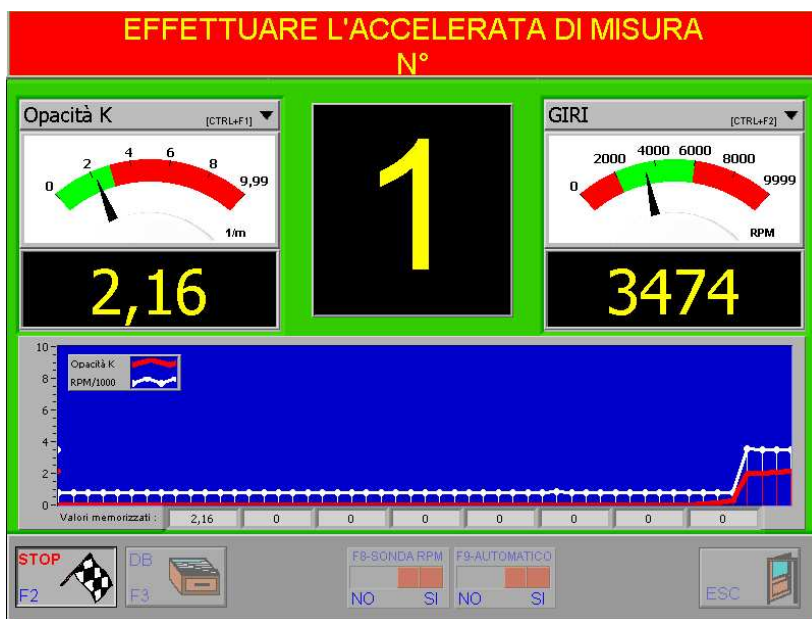 EFFETTUARE L'ACCELERATA DI MISURA
N°
Opacità K [CTRL+F1]
0 2 4 6 8 9,99
1/m
2,16
1
GIRI [CTRL+F2]
0 2000 4000 6000 8000 9999
RPM
3474
10
8
6
4
2
0
Opacità K
RPM/1000
Valori memorizzati : 2,16 0 0 0 0 0 0 0
STOP
F2
DB
F3
F8-SONDA RPM
NO SI
F9-AUTOMATICO
NO SI
ESC